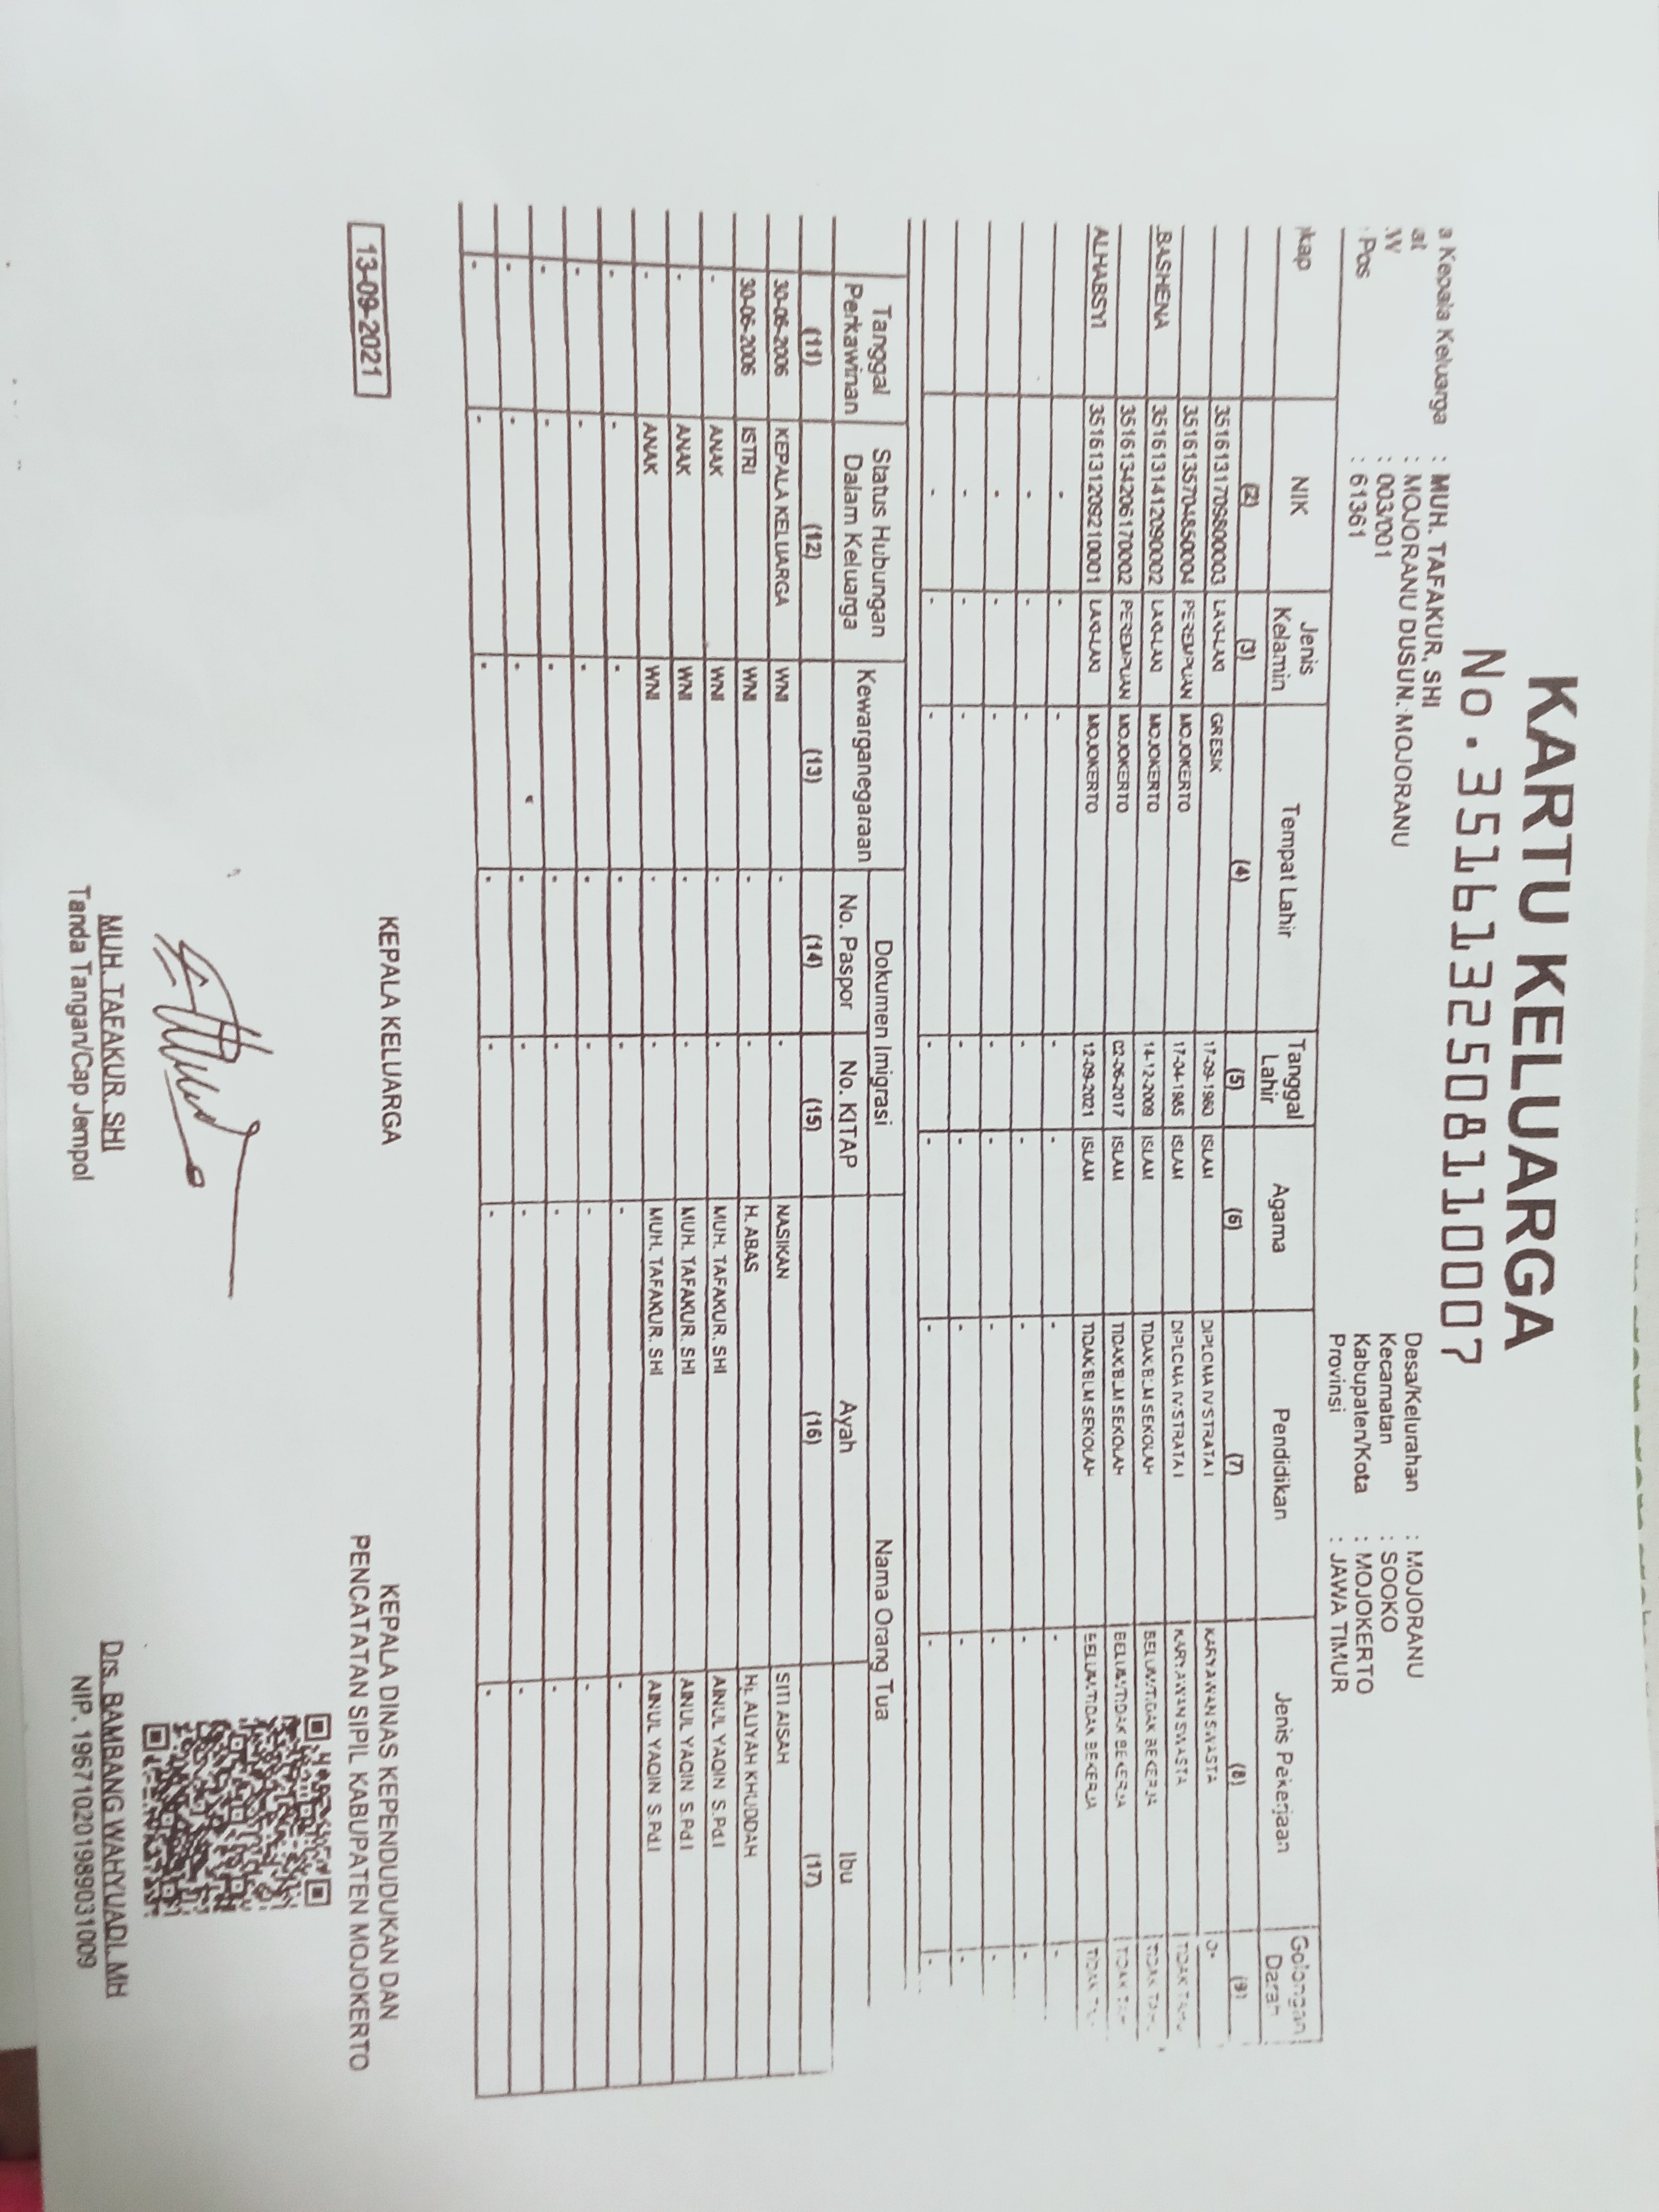 KARTU KELUARGA
No. 3516132508110007
a Kepala Keluarga : MUH. TAFAKUR, SHI
at : MOJORANU DUSUN. MOJORANU
W : 003/001
Pos : 61361
Desa/Kelurahan : MOJORANU
Kecamatan : SOOKO
Kabupaten/Kota : MOJOKERTO
Provinsi : JAWA TIMUR
kap NIK Jenis Kelamin Tempat Lahir Tanggal Lahir Agama Pendidikan Jenis Pekerjaan Golongan Darah
(2) (3) (4) (5) (6) (7) (8) (9)
3516131709800003 LAKI-LAKI GRESIK 17-09-1980 ISLAM DIPLOMA IV/STRATA I KARYAWAN SWASTA O
3516135704850004 PEREMPUAN MOJOKERTO 17-04-1985 ISLAM DIPLOMA IV/STRATA I KARYAWAN SWASTA TIDAK TAHU
BASHENA 3516131412090002 LAKI-LAKI MOJOKERTO 14-12-2009 ISLAM TIDAK/BLM SEKOLAH BELUM/TIDAK BEKERJA TIDAK
3516134206170002 PEREMPUAN MOJOKERTO 02-06-2017 ISLAM TIDAK/BLM SEKOLAH BELUM/TIDAK BEKERJA TIDAK
ALHABSYI 3516131209210001 LAKI-LAKI MOJOKERTO 12-09-2021 ISLAM TIDAK/BLM SEKOLAH BELUM/TIDAK BEKERJA TIDAK
- - - - - - - -
- - - - - - - -
- - - - - - - -
- - - - - - - -
- - - - - - - -
Tanggal Perkawinan Status Hubungan Dalam Keluarga Kewarganegaraan Dokumen Imigrasi Nama Orang Tua
No. Paspor No. KITAP Ayah Ibu
(11) (12) (13) (14) (15) (16) (17)
30-06-2006 KEPALA KELUARGA WNI - - NASIKAN SITI AISAH
30-06-2006 ISTRI WNI - - H. ABAS Hj. ALIYAH KHUDDAH
- ANAK WNI - - MUH. TAFAKUR. SHI AINUL YAQIN S.Pd.I
- ANAK WNI - - MUH. TAFAKUR. SHI AINUL YAQIN S.Pd.I
- ANAK WNI - - MUH. TAFAKUR. SHI AINUL YAQIN S.Pd.I
- - - - - - -
- - - - - - -
- - - - - - -
- - - - - - -
- - - - - - -
13-09-2021
KEPALA KELUARGA
MUH. TAFAKUR. SHI
Tanda Tangan/Cap Jempol
KEPALA DINAS KEPENDUDUKAN DAN
PENCATATAN SIPIL KABUPATEN MOJOKERTO
Drs. BAMBANG WAHYUADI, MH
NIP. 196710201989031009